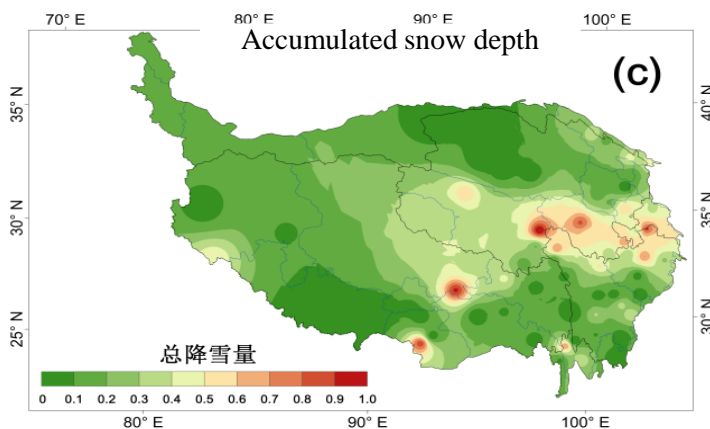 70° E 80° E 90° E 100° E
Accumulated snow depth
(c)
35° N
30° N
25° N
40° N
35° N
30° N
总降雪量
0 0.1 0.2 0.3 0.4 0.5 0.6 0.7 0.8 0.9 1.0
80° E 90° E 100° E